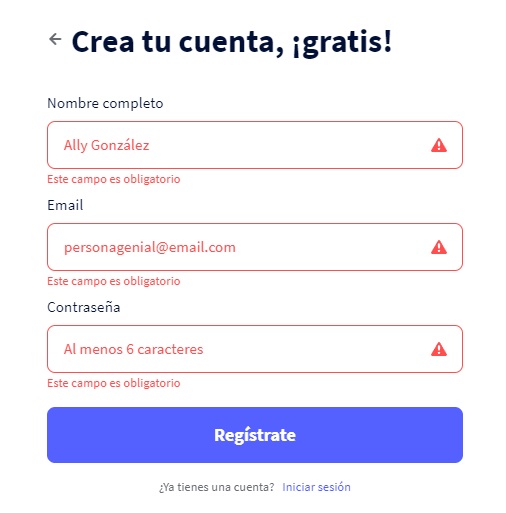 Crea tu cuenta, ¡gratis!
Nombre completo
Ally González
Este campo es obligatorio
Email
personagenial@email.com
Este campo es obligatorio
Contraseña
Al menos 6 caracteres
Este campo es obligatorio
Regístrate
¿Ya tienes una cuenta? Iniciar sesión